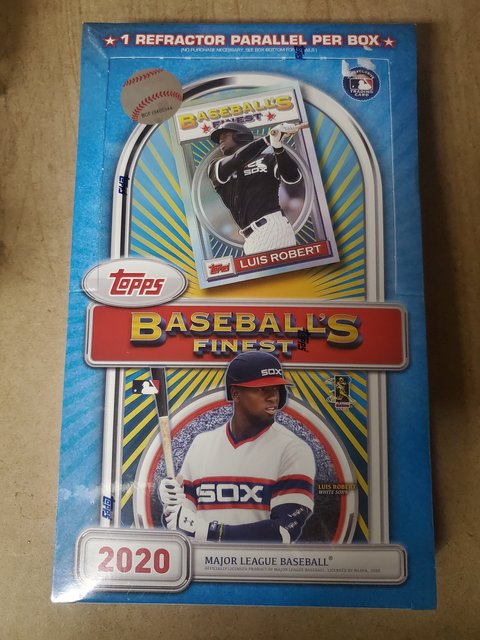 ★ 1 REFRACTOR PARALLEL PER BOX ★
BASEBALL'S
FINEST
SOX
Topps
LUIS ROBERT
Topps
BASEBALL'S
FINEST
SOX
SOX
LUIS ROBERT
WHITE SOX
2020
MAJOR LEAGUE BASEBALL®